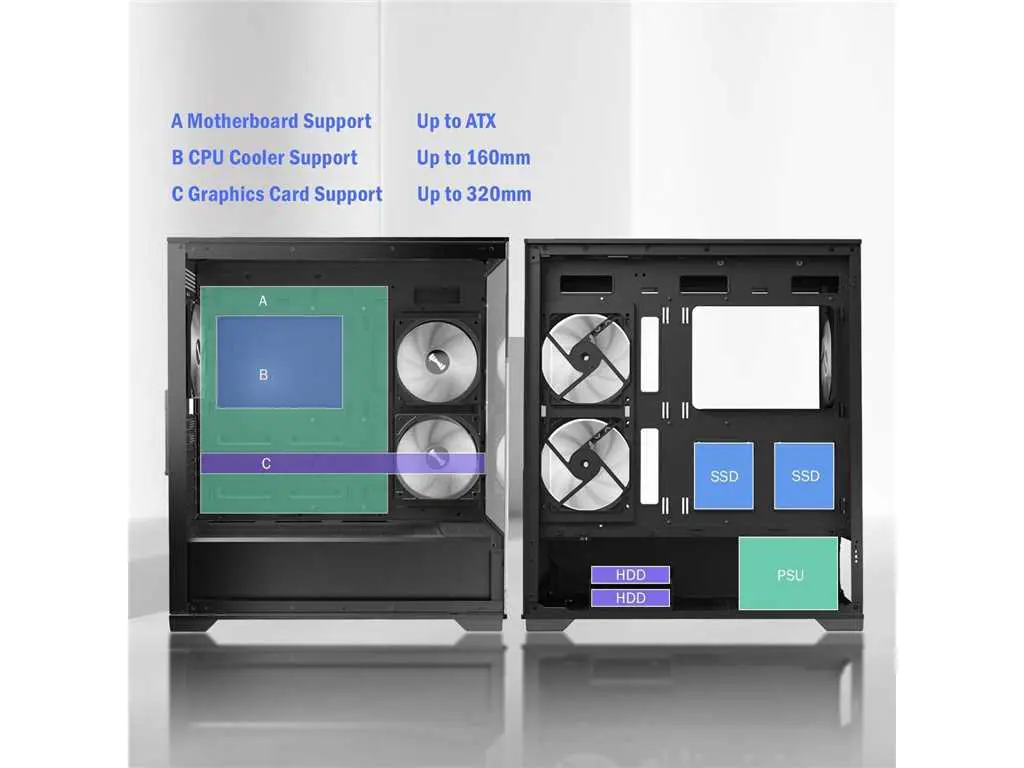 A Motherboard Support Up to ATX
B CPU Cooler Support Up to 160mm
C Graphics Card Support Up to 320mm
A
B
C
SSD SSD
HDD
HDD
PSU